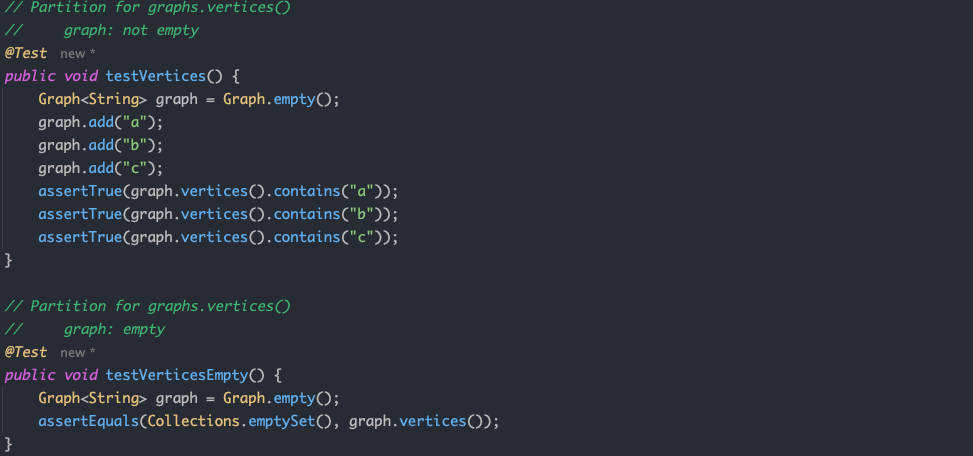 // Partition for graphs.vertices()
//     graph: not empty
@Test new *
public void testVertices() {
    Graph<String> graph = Graph.empty();
    graph.add("a");
    graph.add("b");
    graph.add("c");
    assertTrue(graph.vertices().contains("a"));
    assertTrue(graph.vertices().contains("b"));
    assertTrue(graph.vertices().contains("c"));
}

// Partition for graphs.vertices()
//     graph: empty
@Test new *
public void testVerticesEmpty() {
    Graph<String> graph = Graph.empty();
    assertEquals(Collections.emptySet(), graph.vertices());
}